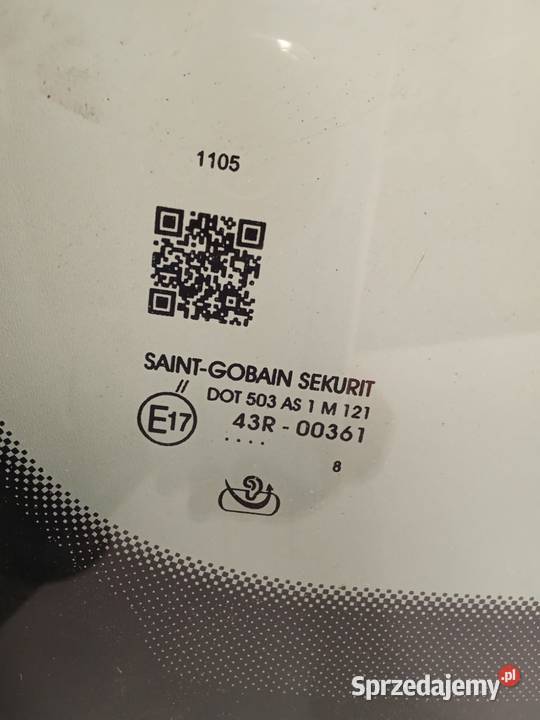 1105
SAINT-GOBAIN SEKURIT
//
DOT 503 AS 1 M 121
E17
43R - 00361
....
8
Sprzedajemy.pl